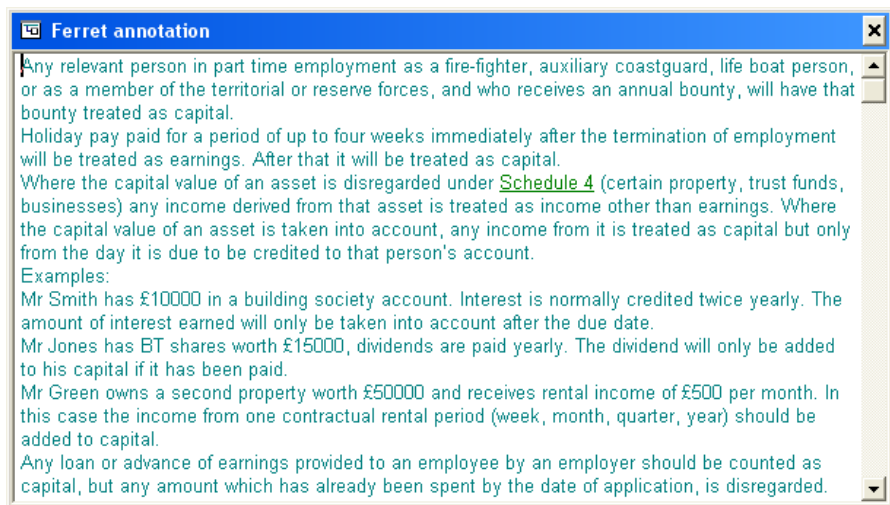 Ferret annotation
Any relevant person in part time employment as a fire-fighter, auxiliary coastguard, life boat person,
or as a member of the territorial or reserve forces, and who receives an annual bounty, will have that
bounty treated as capital.
Holiday pay paid for a period of up to four weeks immediately after the termination of employment
will be treated as earnings. After that it will be treated as capital.
Where the capital value of an asset is disregarded under Schedule 4 (certain property, trust funds,
businesses) any income derived from that asset is treated as income other than earnings. Where
the capital value of an asset is taken into account, any income from it is treated as capital but only
from the day it is due to be credited to that person's account.
Examples:
Mr Smith has £10000 in a building society account. Interest is normally credited twice yearly. The
amount of interest earned will only be taken into account after the due date.
Mr Jones has BT shares worth £15000, dividends are paid yearly. The dividend will only be added
to his capital if it has been paid.
Mr Green owns a second property worth £50000 and receives rental income of £500 per month. In
this case the income from one contractual rental period (week, month, quarter, year) should be
added to capital.
Any loan or advance of earnings provided to an employee by an employer should be counted as
capital, but any amount which has already been spent by the date of application, is disregarded.